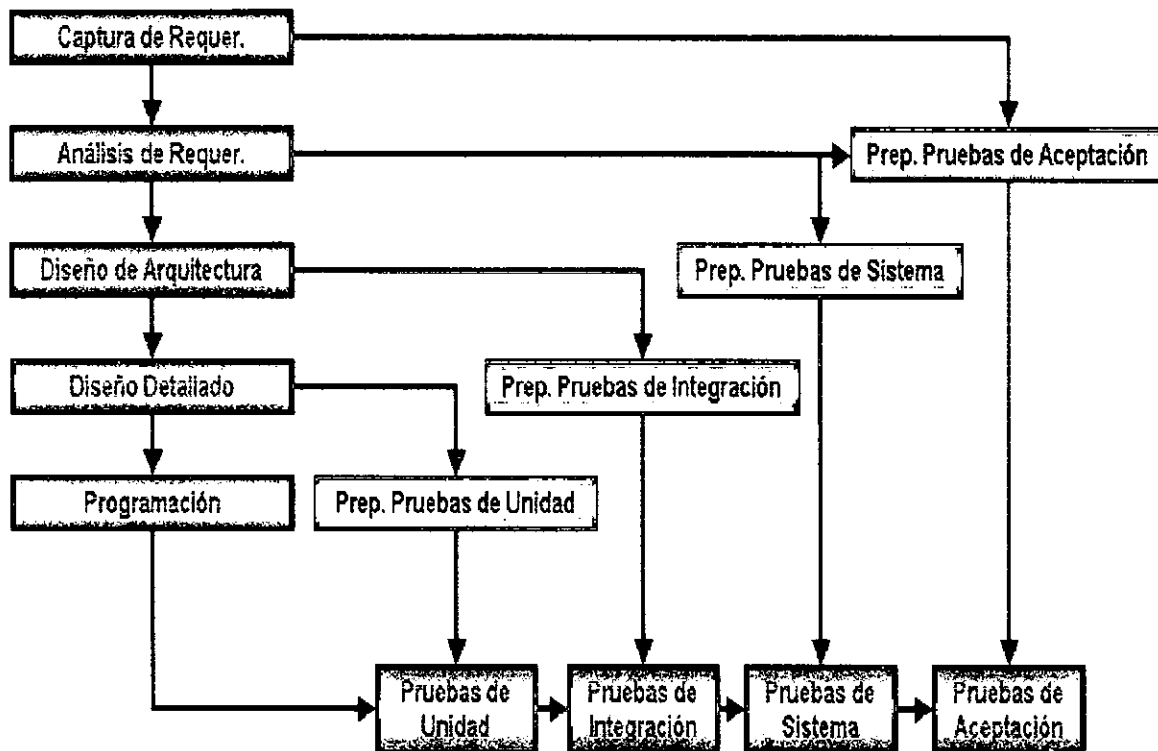 Captura de Requer.
Análisis de Requer.
Prep. Pruebas de Aceptación
Diseño de Arquitectura
Prep. Pruebas de Sistema
Diseño Detallado
Prep. Pruebas de Integración
Programación
Prep. Pruebas de Unidad
Pruebas de
Unidad
Pruebas de
Integración
Pruebas de
Sistema
Pruebas de
Aceptación